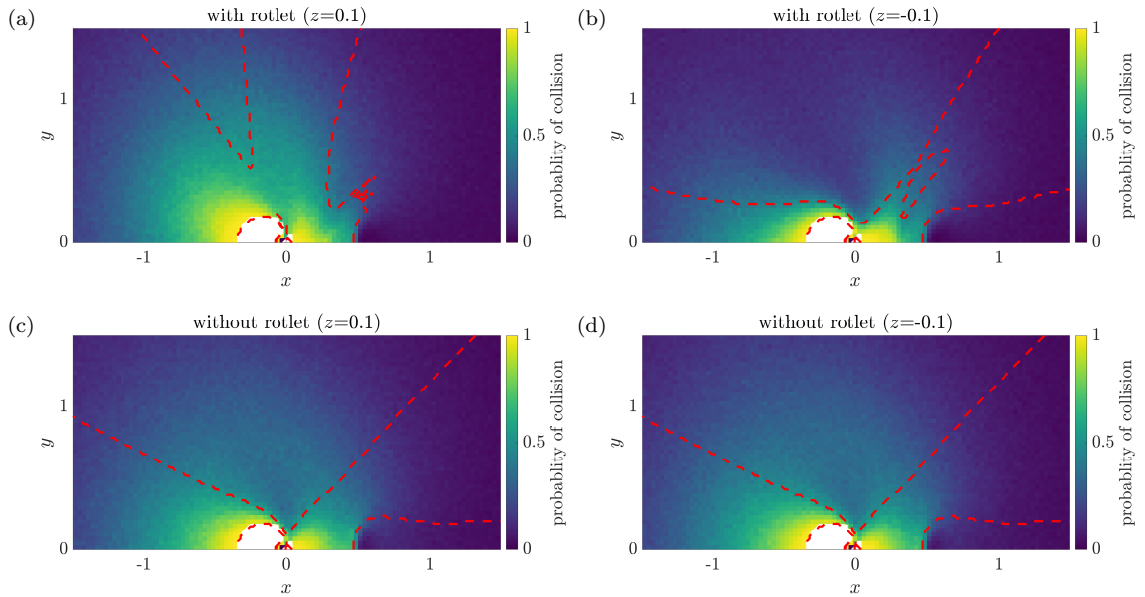 (a)
with rotlet (z=0.1)
1
0
y
-1
0
1
x
1
0.5
0
probablity of collision
(b)
with rotlet (z=-0.1)
1
0
y
-1
0
1
x
1
0.5
0
probablity of collision
(c)
without rotlet (z=0.1)
1
0
y
-1
0
1
x
1
0.5
0
probablity of collision
(d)
without rotlet (z=-0.1)
1
0
y
-1
0
1
x
1
0.5
0
probablity of collision